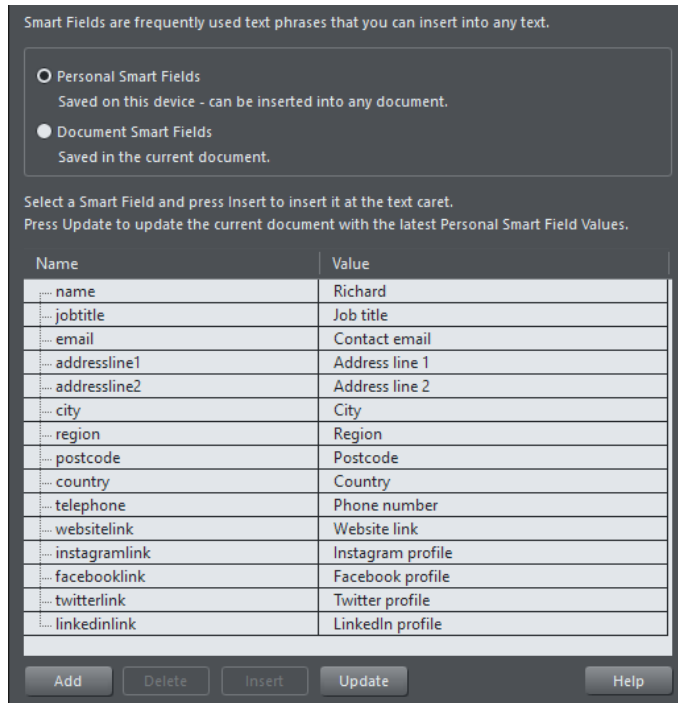 Smart Fields are frequently used text phrases that you can insert into any text.
Personal Smart Fields
Saved on this device - can be inserted into any document.
Document Smart Fields
Saved in the current document.
Select a Smart Field and press Insert to insert it at the text caret.
Press Update to update the current document with the latest Personal Smart Field Values.
Name Value
name Richard
jobtitle Job title
email Contact email
addressline1 Address line 1
addressline2 Address line 2
city City
region Region
postcode Postcode
country Country
telephone Phone number
websitelink Website link
instagramlink Instagram profile
facebooklink Facebook profile
twitterlink Twitter profile
linkedinlink LinkedIn profile
Add Delete Insert Update Help